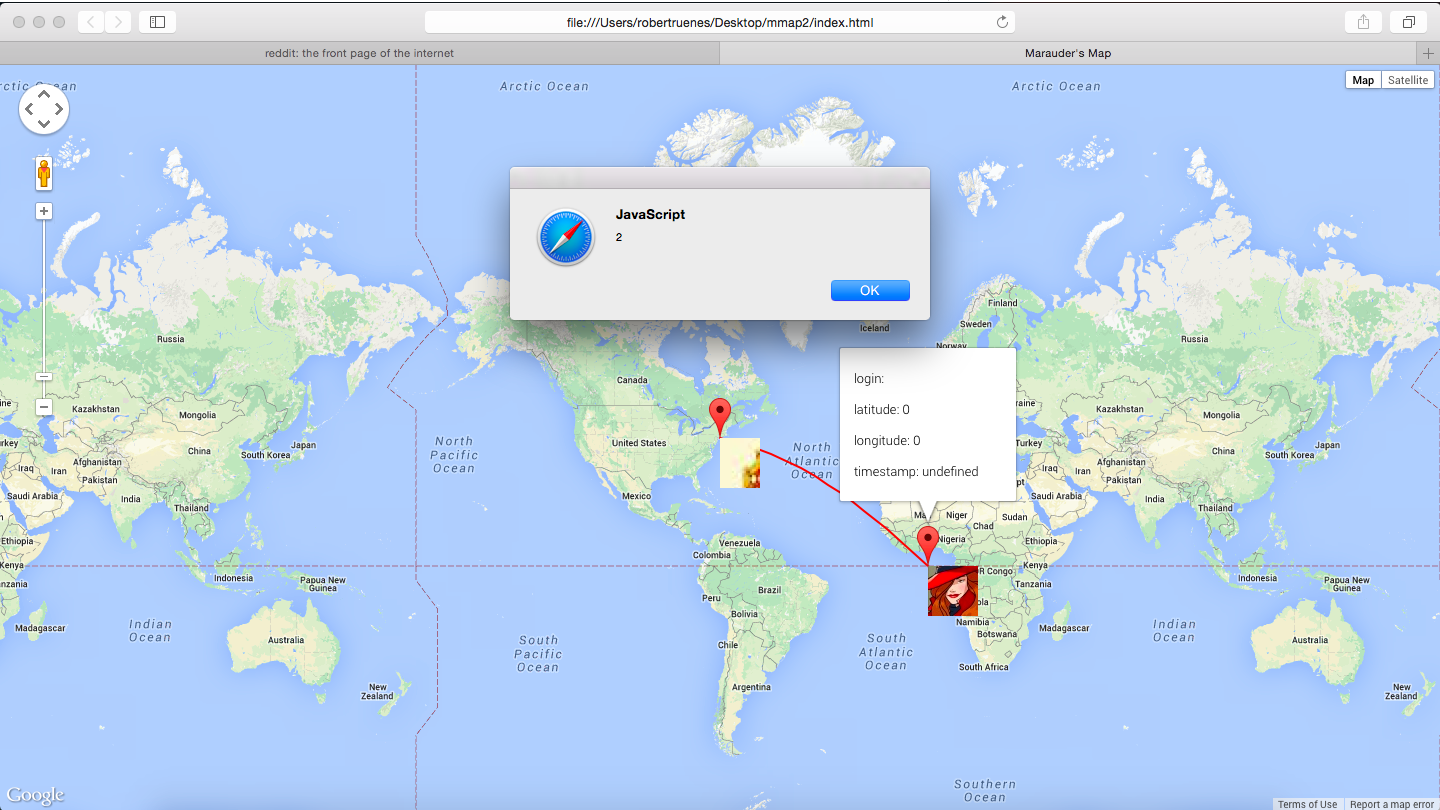 file:///Users/robertruenes/Desktop/mmap2/index.html
reddit: the front page of the internet
Marauder's Map
Arctic Ocean
Arctic Ocean
Map
Satellite
JavaScript
2
OK
Finland
Sweden
Norway
Iceland
Russia
Russia
Canada
login:
latitude: 0
longitude: 0
timestamp: undefined
Kazakhstan
Mongolia
China
South Korea
Japan
Afghanistan
Pakistan
Iraq
Iran
Saudi Arabia
India
Thailand
North
Pacific
Ocean
United States
Mexico
North
Atlantic
Ocean
Turkey
Iraq
Iran
Kazakhstan
Mongolia
China
South Korea
Japan
Afghanistan
Pakistan
Saudi Arabia
India
Thailand
Ethiopia
Kenya
Niger
Chad
Sudan
Nigeria
Ethiopia
Kenya
Tanzania
Venezuela
Colombia
Peru
Brazil
Bolivia
Chile
Argentina
Indonesia
Papua New
Guinea
Indonesia
Papua New
Guinea
Madagascar
Indian
Ocean
Australia
New
Zealand
South
Pacific
Ocean
South
Atlantic
Ocean
DR Congo
Namibia
Botswana
South Africa
Madagascar
Indian
Ocean
Australia
New
Zealand
Southern
Ocean
Google
Terms of Use
Report a map error